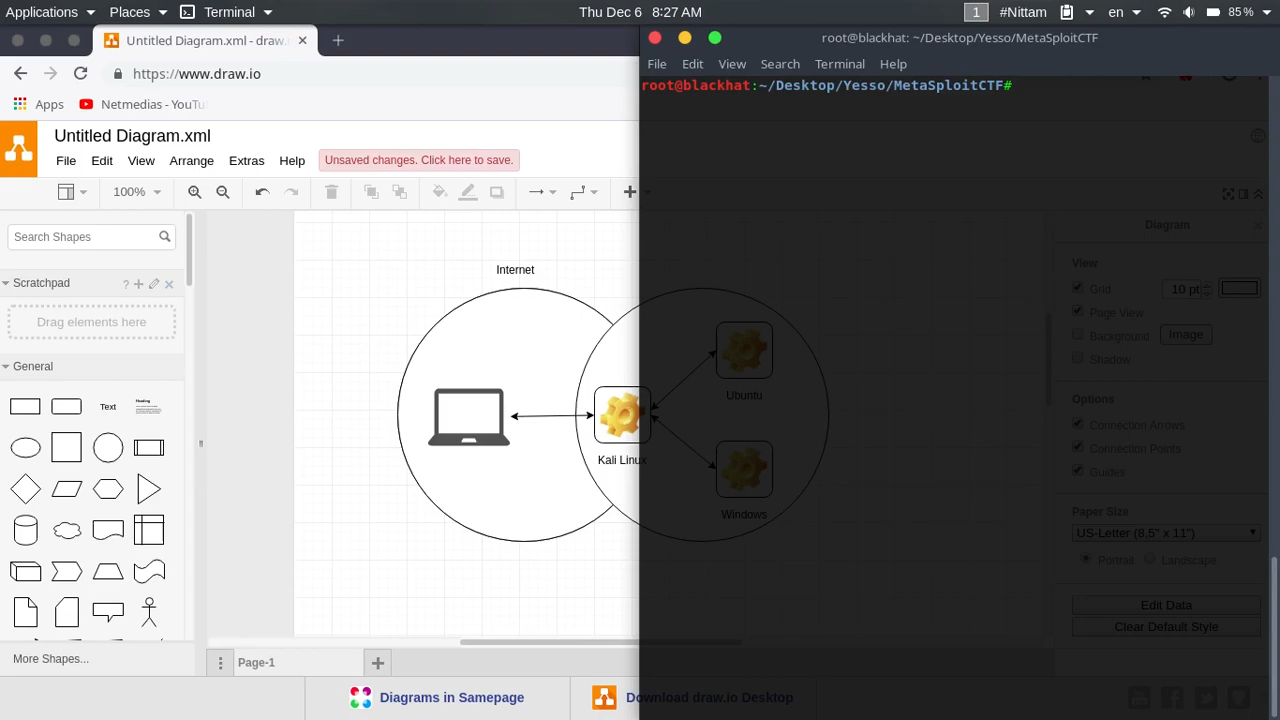 Applications Places Terminal Thu Dec 6 8:27 AM 1 #Nittam en 85 %
Untitled Diagram.xml - draw.
https://www.draw.io
Apps Netmedias - YouTu
Untitled Diagram.xml
File Edit View Arrange Extras Help Unsaved changes. Click here to save.
100%
Search Shapes
Scratchpad
?
Drag elements here
General
Text
Heading
More Shapes...
Internet
Kali Linux
Ubuntu
Windows
Page-1
Diagrams in Samepage
Download draw.io Desktop
root@blackhat: ~/Desktop/Yesso/MetaSploitCTF
File Edit View Search Terminal Help
root@blackhat:~/Desktop/Yesso/MetaSploitCTF#
Diagram
View
Grid 10 pt
Page View
Background Image
Shadow
Options
Connection Arrows
Connection Points
Guides
Paper Size
US-Letter (8,5" x 11")
Portrait Landscape
Edit Data
Clear Default Style